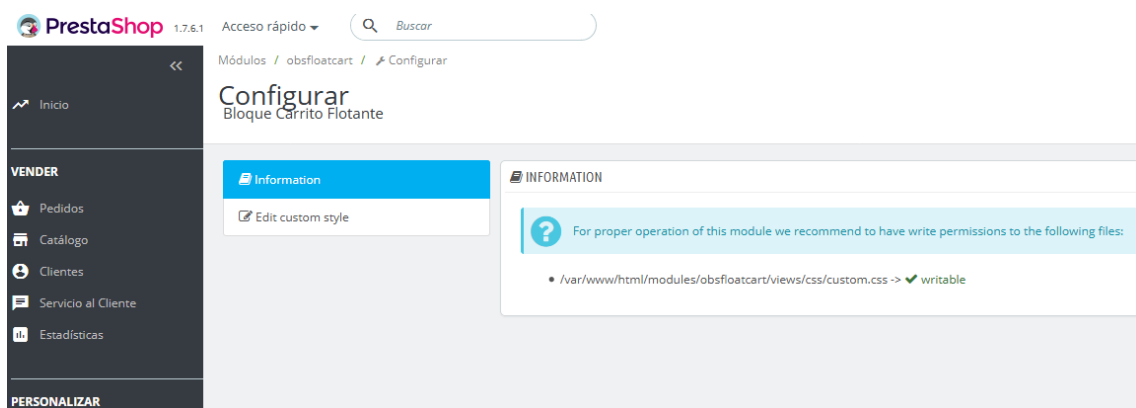 PrestaShop 1.7.6.1 Acceso rápido Buscar
Módulos / obsfloatcart / Configurar
Configurar
Bloque Carrito Flotante
Inicio
VENDER
Pedidos
Catálogo
Clientes
Servicio al Cliente
Estadísticas
PERSONALIZAR
Information
Edit custom style
INFORMATION
For proper operation of this module we recommend to have write permissions to the following files:
/var/www/html/modules/obsfloatcart/views/css/custom.css -> writable